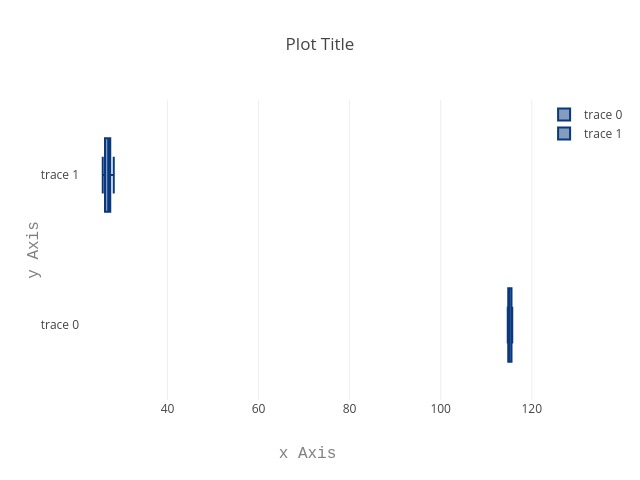 Plot Title
trace 0
trace 1
trace 1
y Axis
trace 0
40
60
80
100
120
x Axis